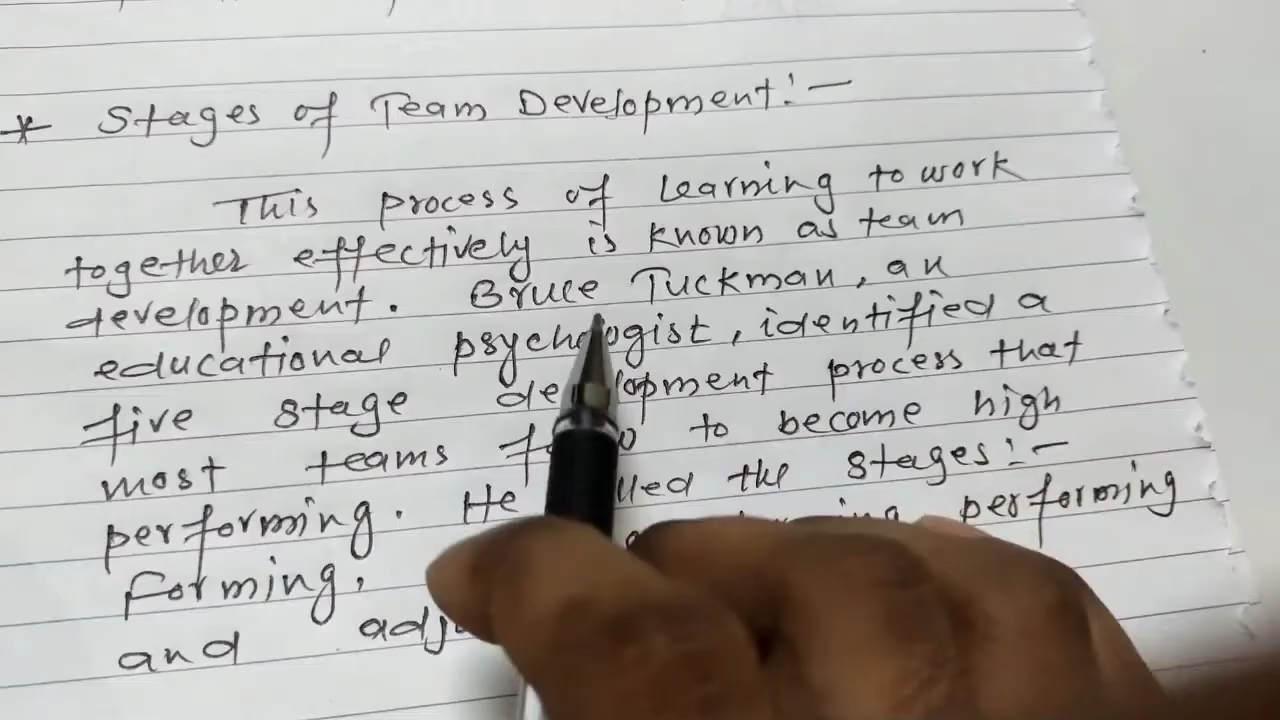 * Stages of Team Development:-
This process of learning to work
together effectively is known as team
development. Bruce Tuckman, an
educational psychologist, identified a
five stage development process that
most teams to become high
performing. He the stages:-
forming, performing
and